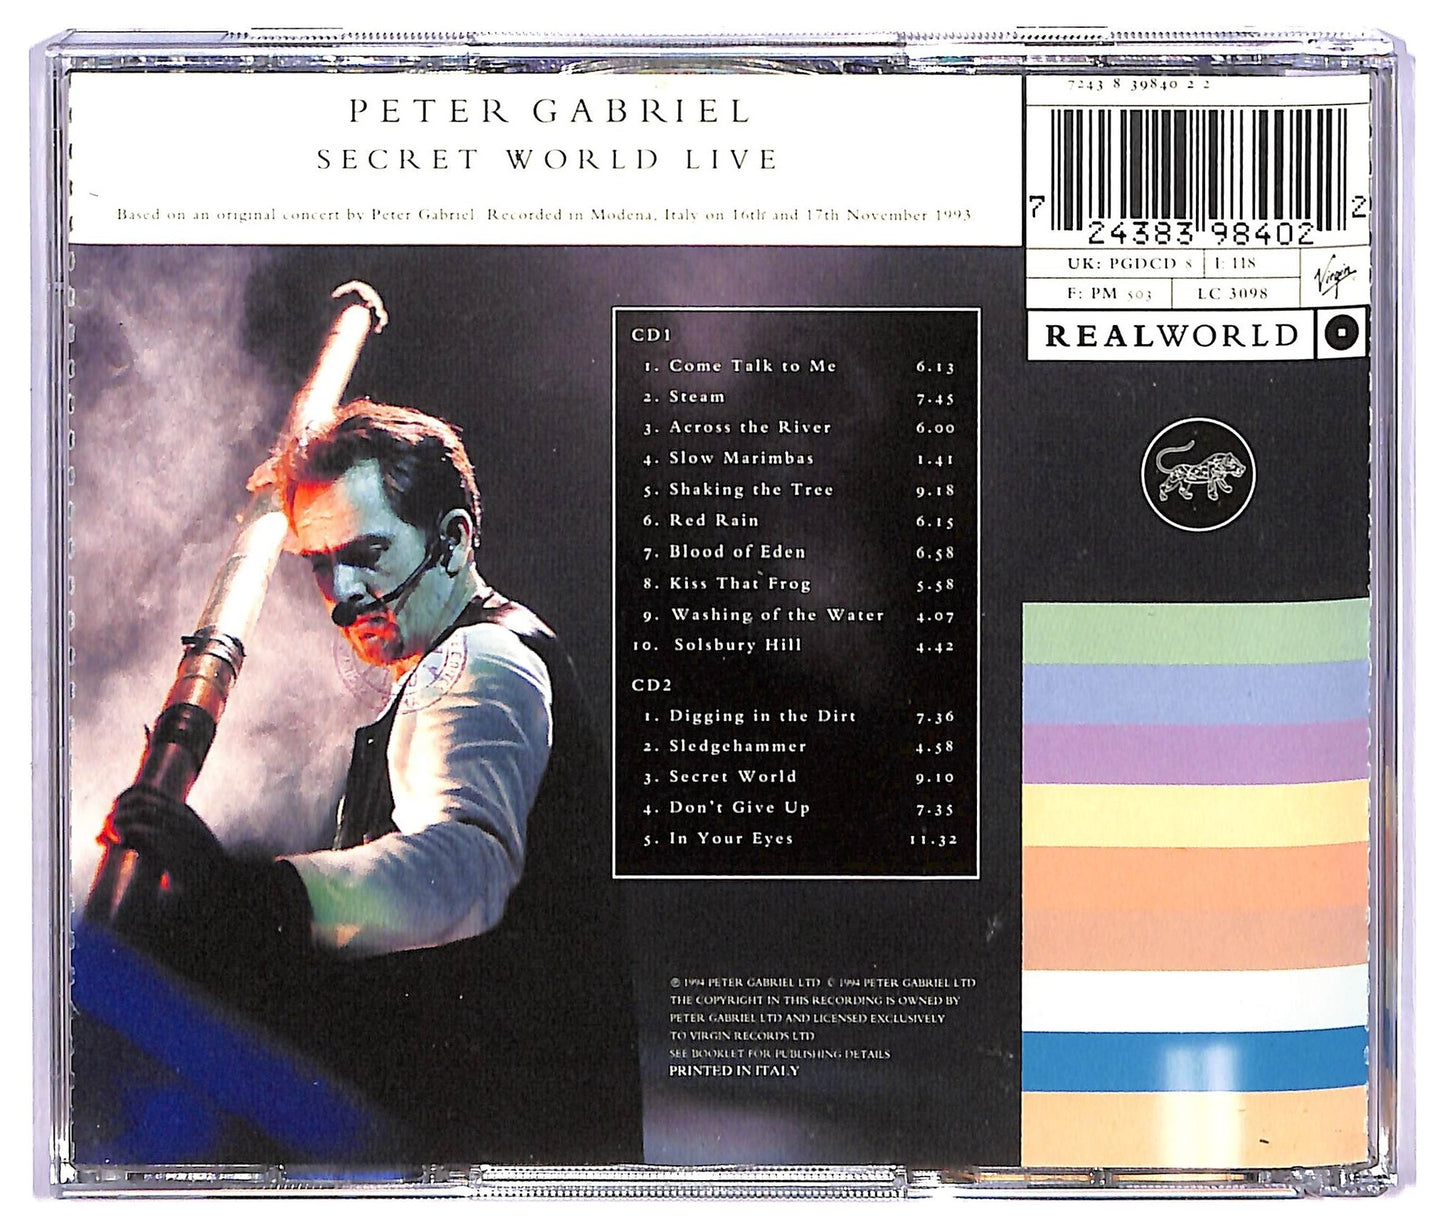 PETER GABRIEL
SECRET WORLD LIVE
Based on an original concert by Peter Gabriel Recorded in Modena, Italy on 16th and 17th November 1993
7243 8 39840 2 2
7 24383 98402 2
UK: PGDCD 8 I: 118
F: PM 503 LC 3098
Virgin
REALWORLD
CD1
1. Come Talk to Me 6.13
2. Steam 7.45
3. Across the River 6.00
4. Slow Marimbas 1.41
5. Shaking the Tree 9.18
6. Red Rain 6.15
7. Blood of Eden 6.58
8. Kiss That Frog 5.58
9. Washing of the Water 4.07
10. Solsbury Hill 4.42
CD2
1. Digging in the Dirt 7.36
2. Sledgehammer 4.58
3. Secret World 9.10
4. Don't Give Up 7.35
5. In Your Eyes 11.32
℗ 1994 PETER GABRIEL LTD © 1994 PETER GABRIEL LTD
THE COPYRIGHT IN THIS RECORDING IS OWNED BY
PETER GABRIEL LTD AND LICENSED EXCLUSIVELY
TO VIRGIN RECORDS LTD
SEE BOOKLET FOR PUBLISHING DETAILS
PRINTED IN ITALY